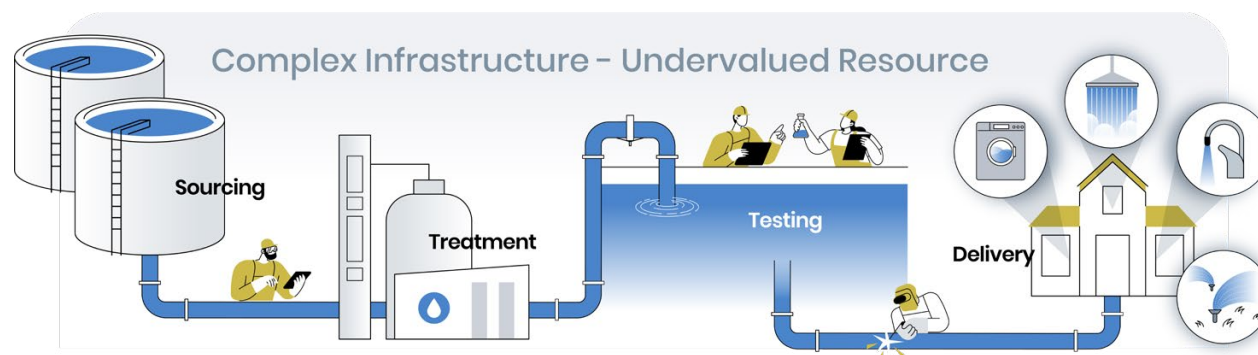 Complex Infrastructure - Undervalued Resource
Sourcing
Treatment
Testing
Delivery